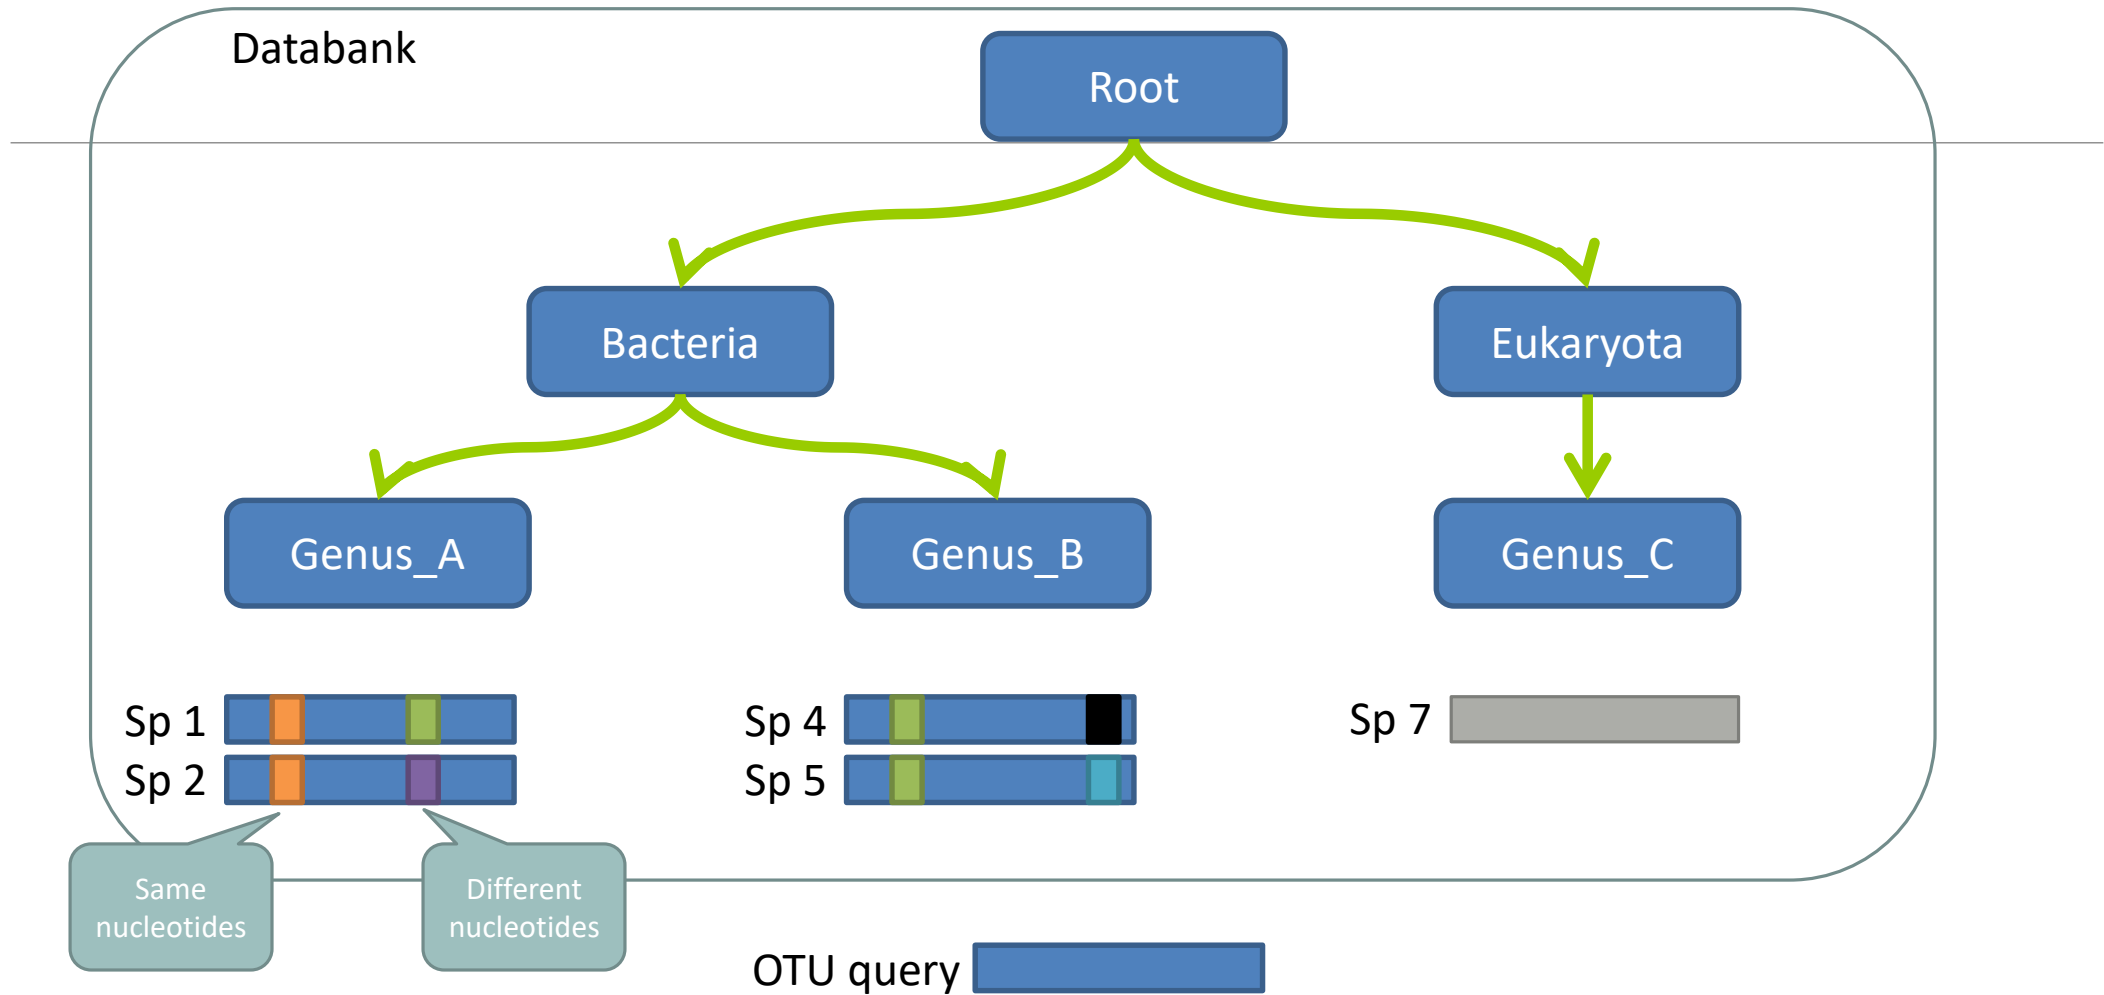 Databank
Root
Bacteria
Eukaryota
Genus_A
Genus_B
Genus_C
Sp 1
Sp 4
Sp 7
Sp 2
Sp 5
Same
nucleotides
Different
nucleotides
OTU query